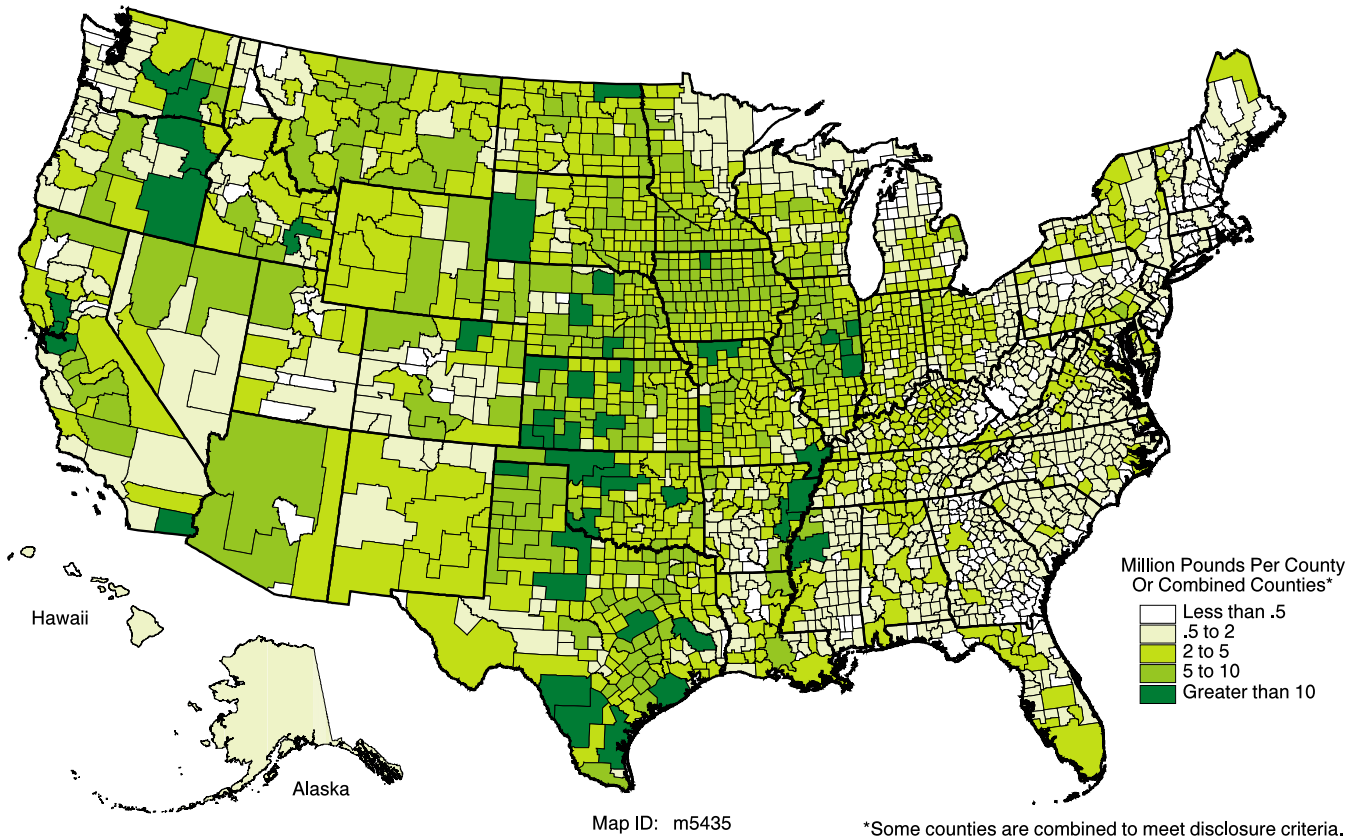 Hawaii
Alaska
Million Pounds Per County
Or Combined Counties*
Less than .5
.5 to 2
2 to 5
5 to 10
Greater than 10
Map ID: m5435
*Some counties are combined to meet disclosure criteria.